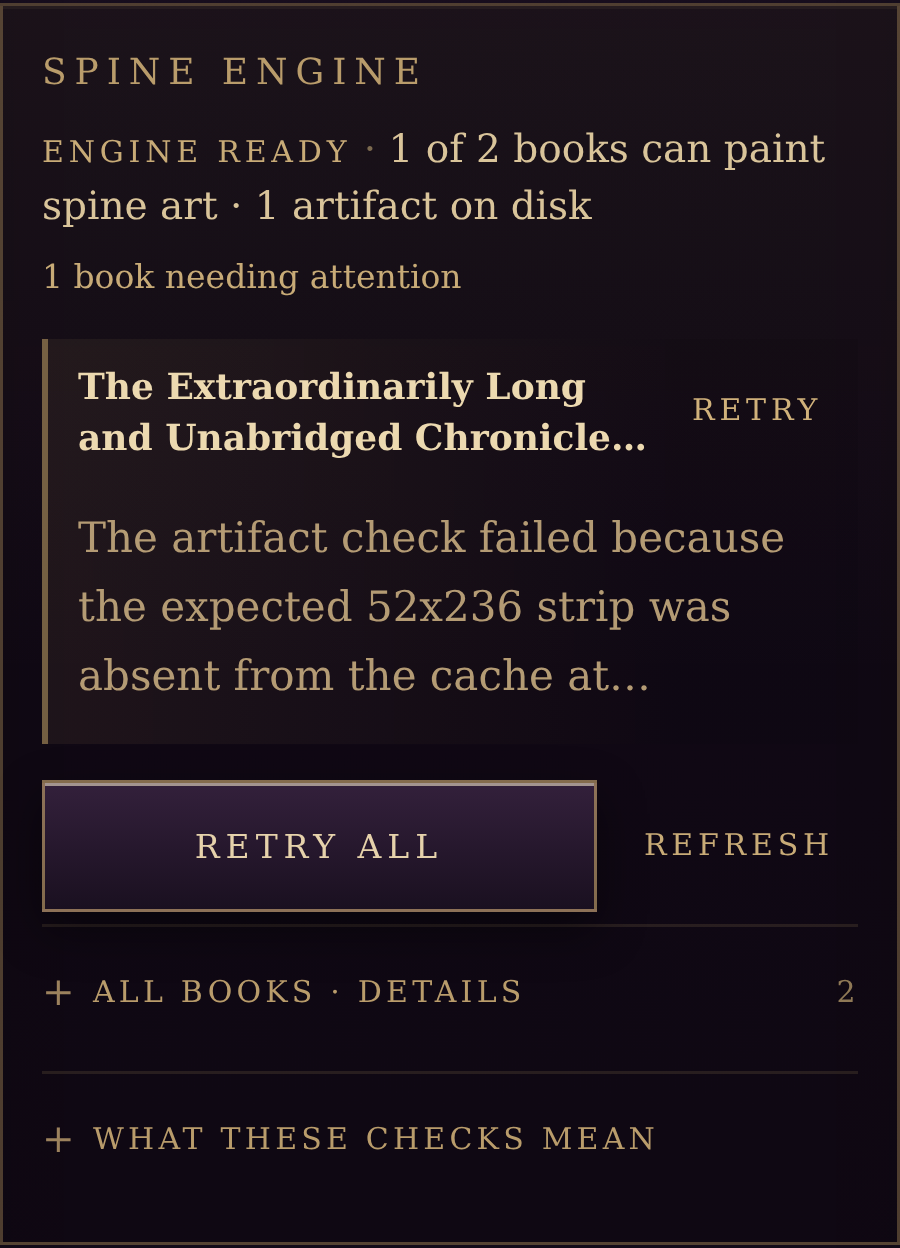 SPINE ENGINE
ENGINE READY · 1 of 2 books can paint
spine art · 1 artifact on disk
1 book needing attention
The Extraordinarily Long
and Unabridged Chronicle…
RETRY
The artifact check failed because
the expected 52x236 strip was
absent from the cache at…
RETRY ALL
REFRESH
+ ALL BOOKS · DETAILS 2
+ WHAT THESE CHECKS MEAN